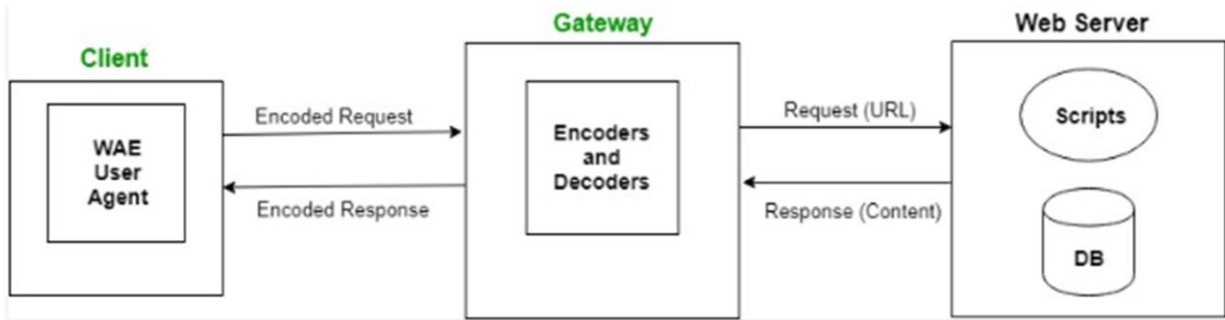 Client
WAE
User
Agent
Encoded Request
Encoded Response
Gateway
Encoders
and
Decoders
Request (URL)
Response (Content)
Web Server
Scripts
DB